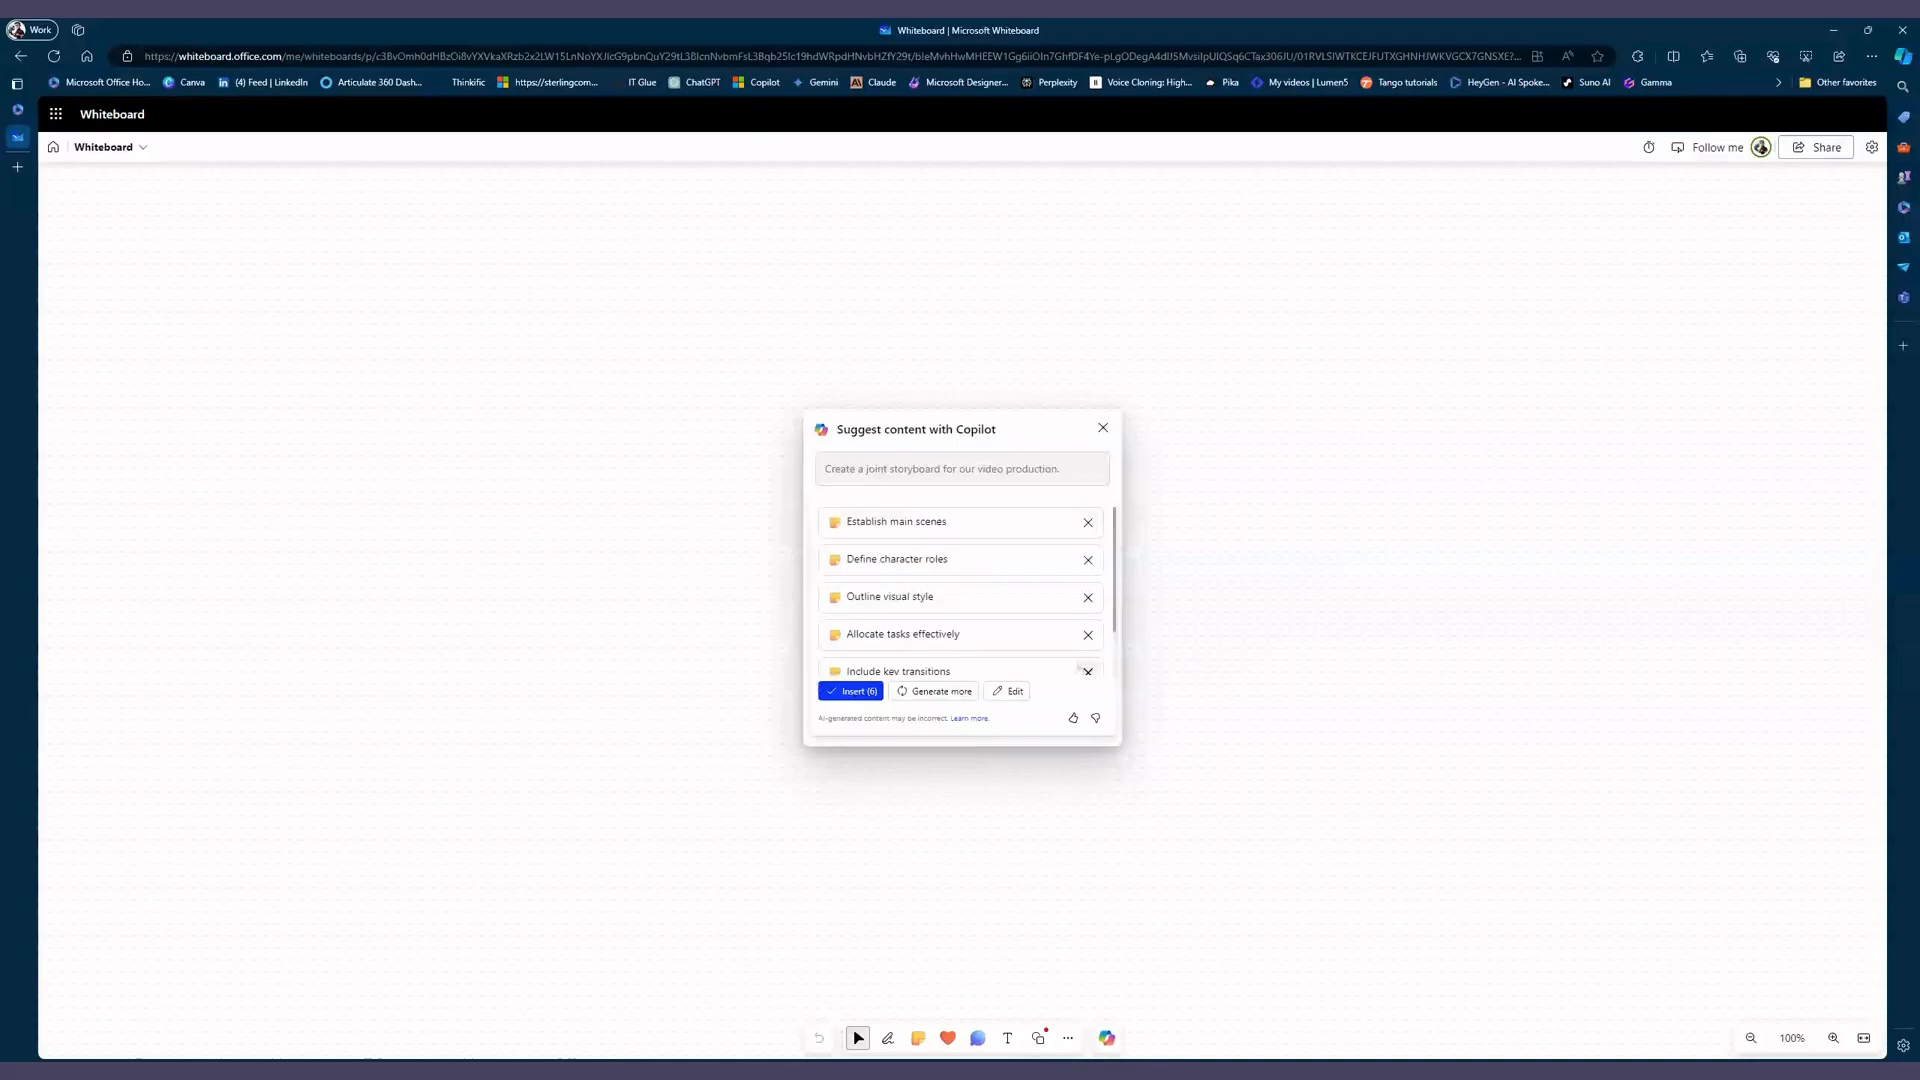 Work
Whiteboard | Microsoft Whiteboard
Microsoft Office Ho...
Canva
(4) Feed | LinkedIn
Articulate 360 Dash...
Thinkific
https://sterlingcom...
IT Glue
ChatGPT
Copilot
Gemini
Claude
Microsoft Designer...
Perplexity
Voice Cloning: High...
Pika
My videos | Lumen5
Tango tutorials
HeyGen - AI Spoke...
Suno AI
Gamma
Other favorites
Whiteboard
Whiteboard
Follow me
Share
Suggest content with Copilot
Create a joint storyboard for our video production.
Establish main scenes
Define character roles
Outline visual style
Allocate tasks effectively
Include key transitions
Insert (6)
Generate more
Edit
AI-generated content may be incorrect. Learn more.
100%